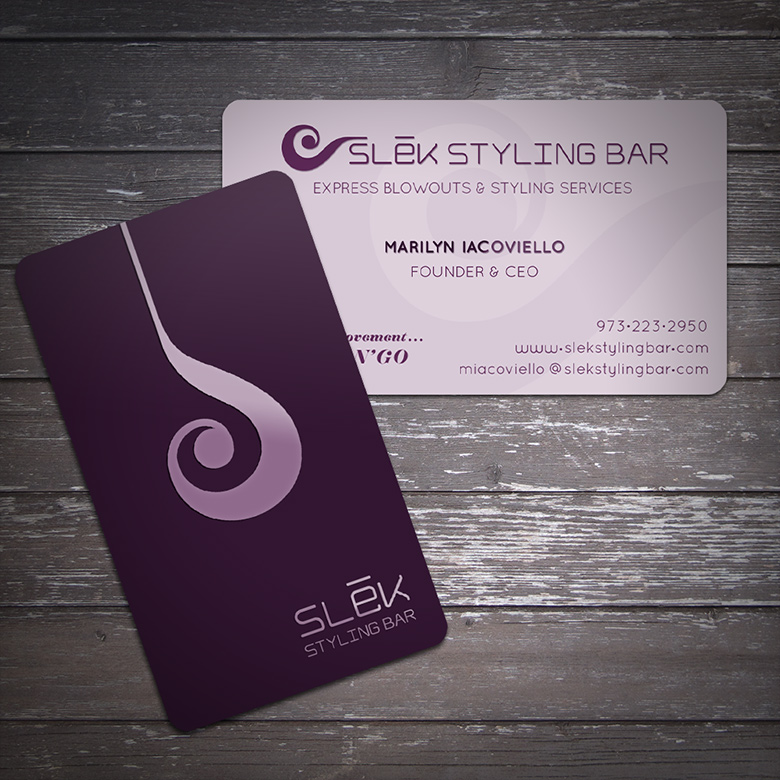 SLĒK STYLING BAR
EXPRESS BLOWOUTS & STYLING SERVICES
MARILYN IACOVIELLO
FOUNDER & CEO
973•223•2950
www•slekstylingbar•com
miacoviello @slekstylingbar•com
N'GO
SLĒK
STYLING BAR